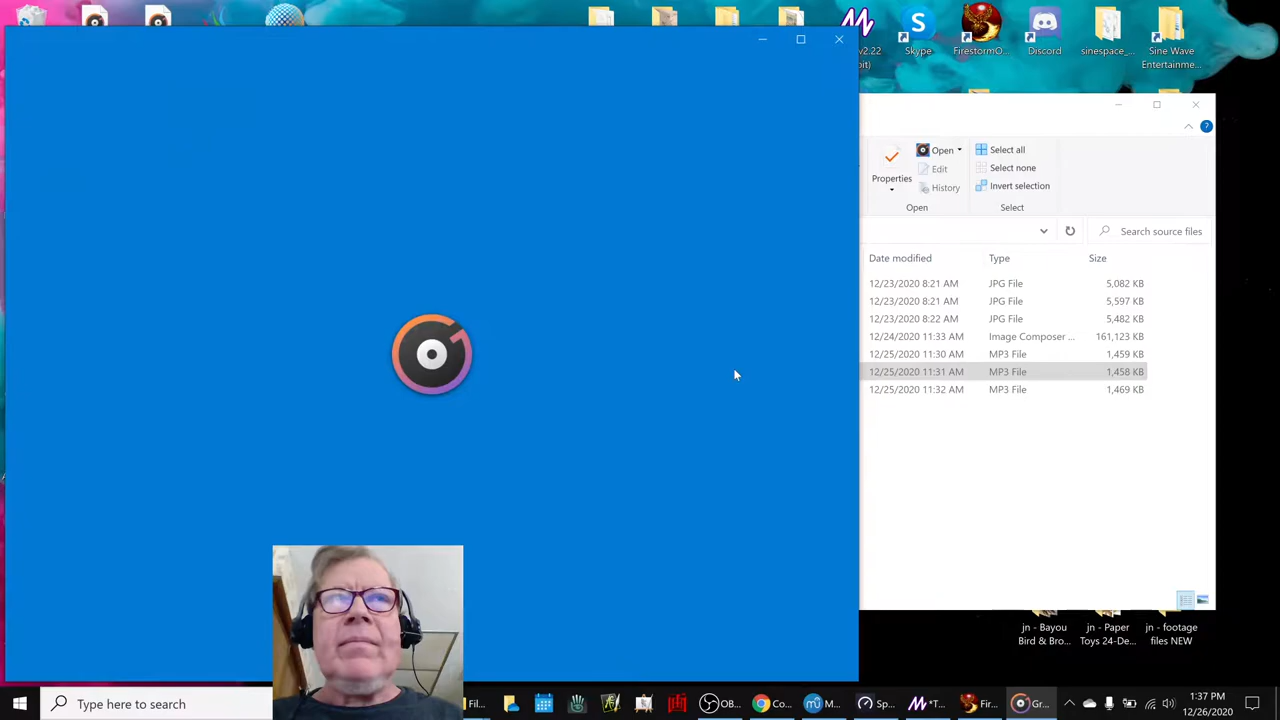 v2.22
bit)
Skype
FirestormO...
Discord
sinespace_...
Sine Wave
Entertainme...
Properties
Open
Edit
History
Open
Select all
Select none
Invert selection
Select
Search source files
Date modified Type Size
12/23/2020 8:21 AM JPG File 5,082 KB
12/23/2020 8:21 AM JPG File 5,597 KB
12/23/2020 8:22 AM JPG File 5,482 KB
12/24/2020 11:33 AM Image Composer ... 161,123 KB
12/25/2020 11:30 AM MP3 File 1,459 KB
12/25/2020 11:31 AM MP3 File 1,458 KB
12/25/2020 11:32 AM MP3 File 1,469 KB
jn - Bayou
Bird & Bro...
jn - Paper
Toys 24-De...
jn - footage
files NEW
Type here to search
Fil...
OB...
Co...
M...
Sp...
*T...
Fir...
Gr...
1:37 PM
12/26/2020